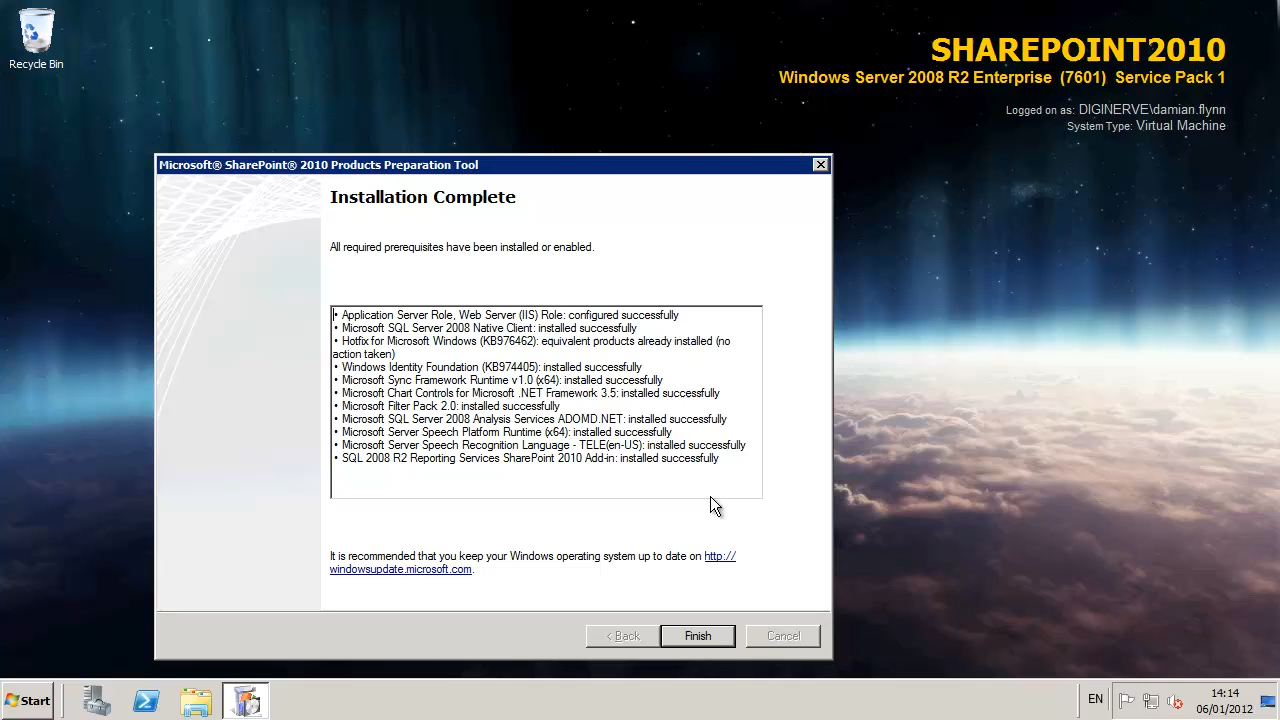 Recycle Bin
SHAREPOINT2010
Windows Server 2008 R2 Enterprise (7601) Service Pack 1
Logged on as: DIGINERVE\damian.flynn
System Type: Virtual Machine
Microsoft® SharePoint® 2010 Products Preparation Tool
Installation Complete
All required prerequisites have been installed or enabled.
• Application Server Role, Web Server (IIS) Role: configured successfully
• Microsoft SQL Server 2008 Native Client: installed successfully
• Hotfix for Microsoft Windows (KB976462): equivalent products already installed (no
action taken)
• Windows Identity Foundation (KB974405): installed successfully
• Microsoft Sync Framework Runtime v1.0 (x64): installed successfully
• Microsoft Chart Controls for Microsoft .NET Framework 3.5: installed successfully
• Microsoft Filter Pack 2.0: installed successfully
• Microsoft SQL Server 2008 Analysis Services ADOMD.NET: installed successfully
• Microsoft Server Speech Platform Runtime (x64): installed successfully
• Microsoft Server Speech Recognition Language - TELE(en-US): installed successfully
• SQL 2008 R2 Reporting Services SharePoint 2010 Add-in: installed successfully
It is recommended that you keep your Windows operating system up to date on http://
windowsupdate.microsoft.com.
< Back
Finish
Cancel
Start
EN
14:14
06/01/2012